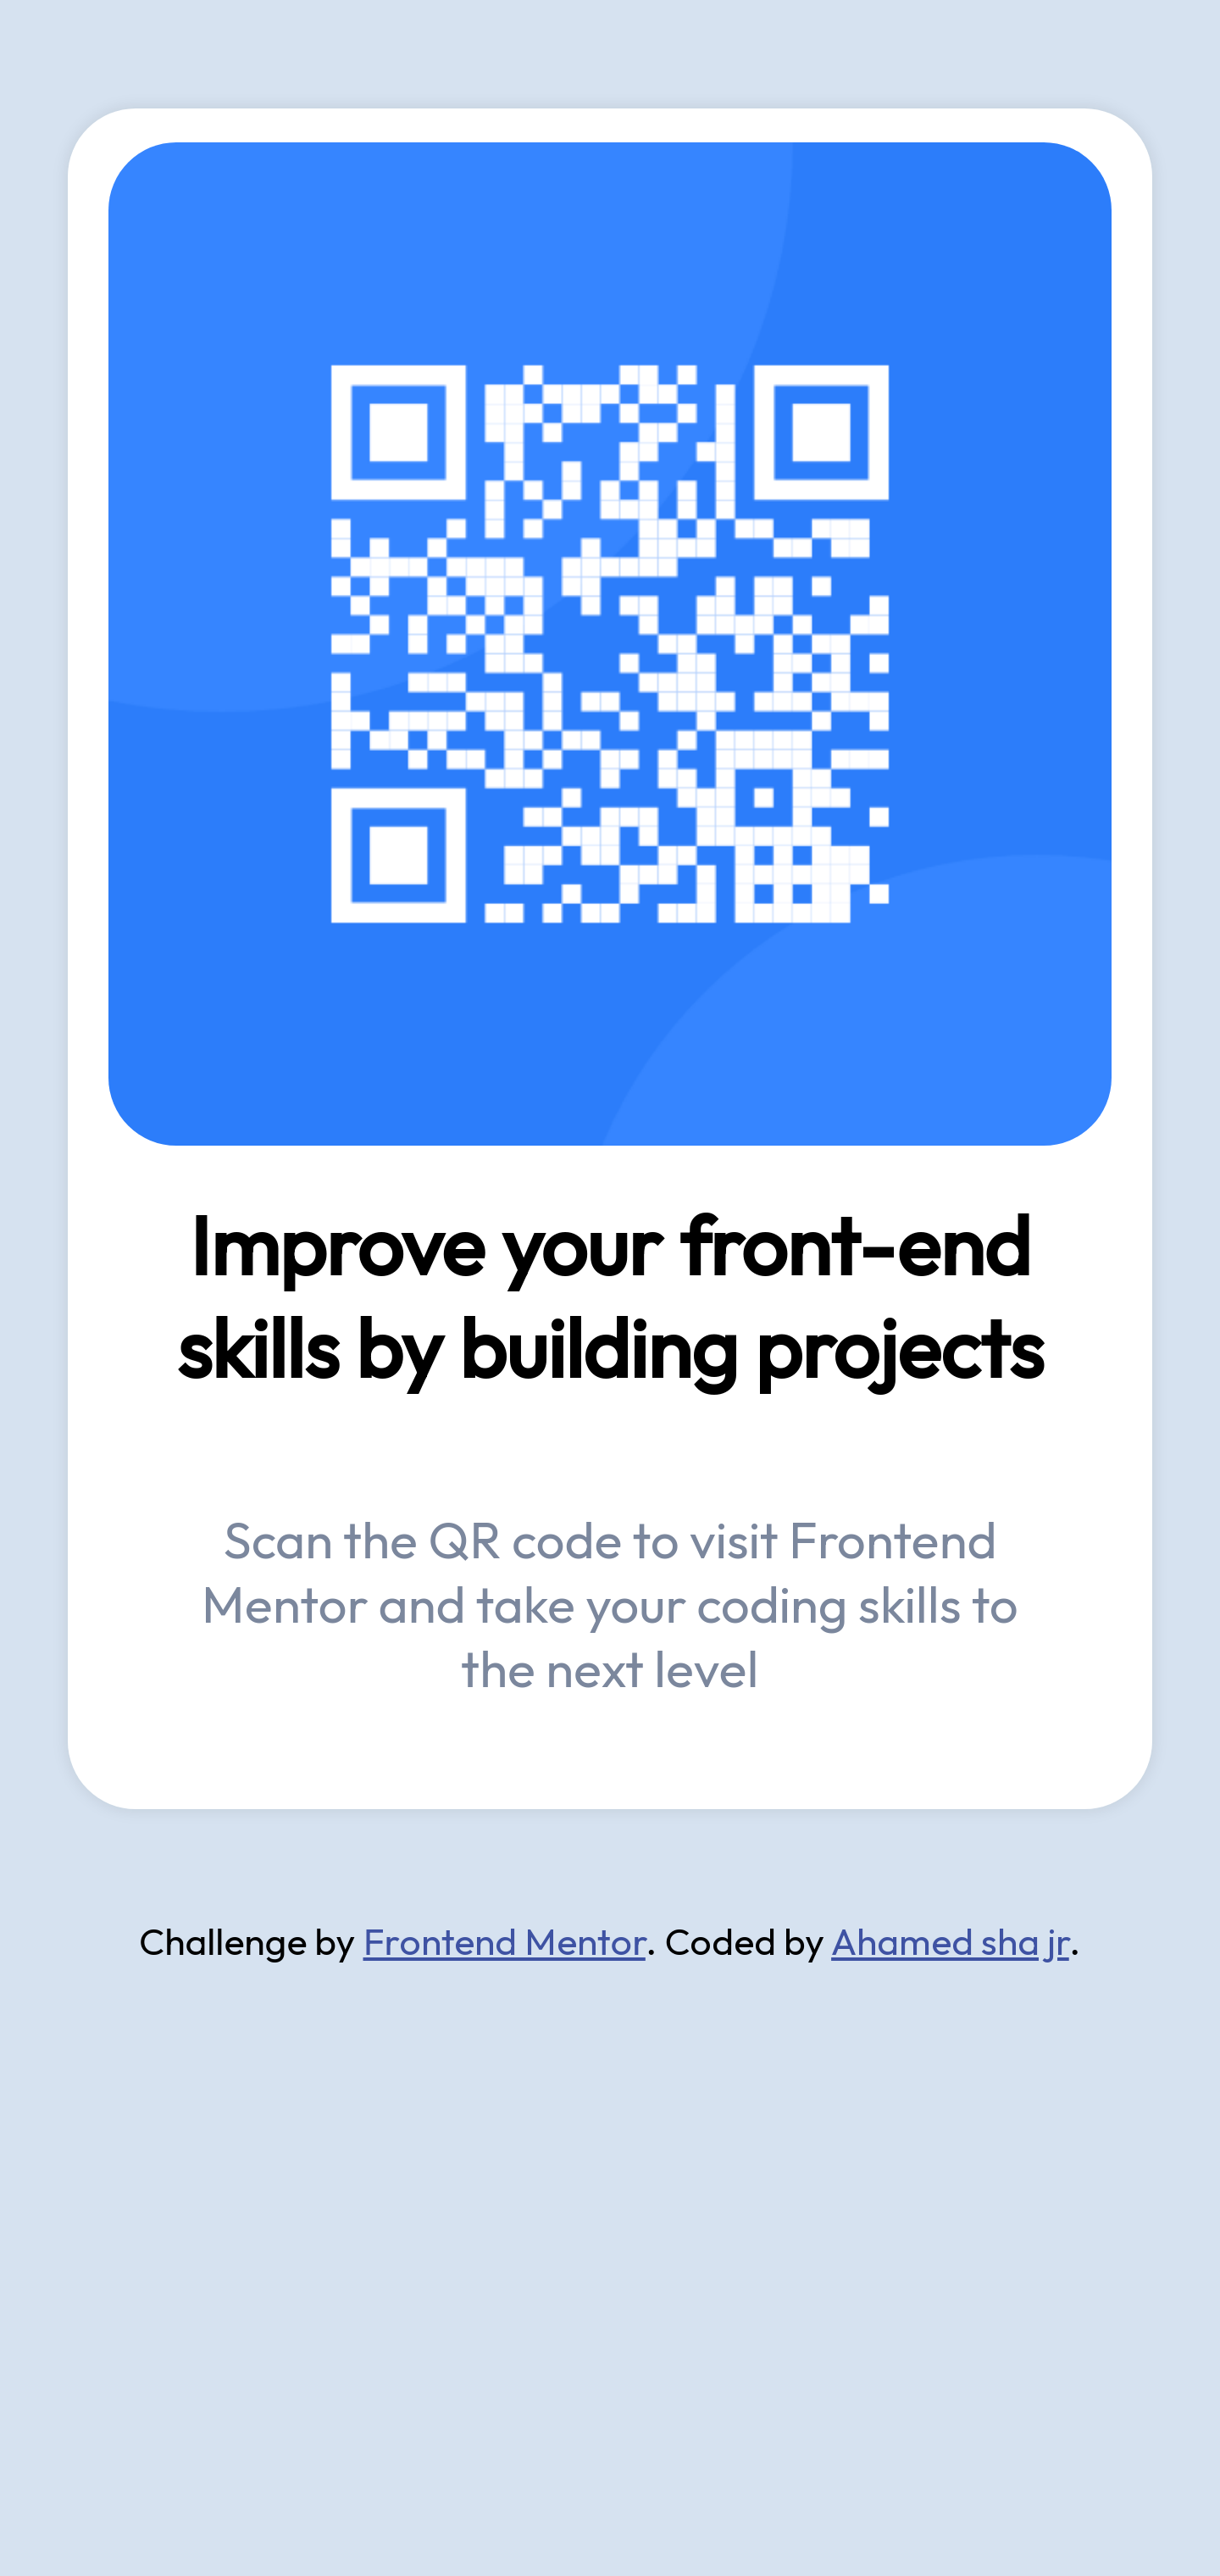 Improve your front-end
skills by building projects
Scan the QR code to visit Frontend
Mentor and take your coding skills to
the next level
Challenge by Frontend Mentor. Coded by Ahamed sha jr.